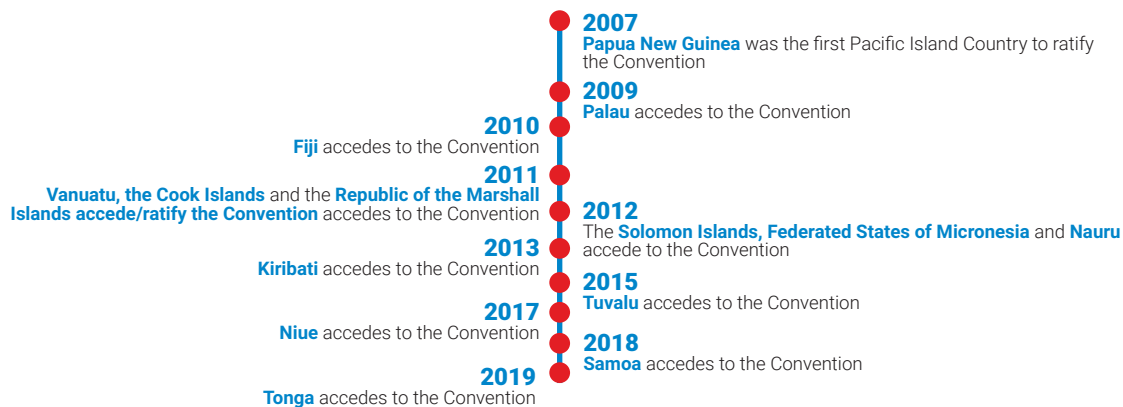 2007
Papua New Guinea was the first Pacific Island Country to ratify
the Convention
2009
Palau accedes to the Convention
2010
Fiji accedes to the Convention
2011
Vanuatu, the Cook Islands and the Republic of the Marshall
Islands accede/ratify the Convention accedes to the Convention
2012
The Solomon Islands, Federated States of Micronesia and Nauru
accede to the Convention
2013
Kiribati accedes to the Convention
2015
Tuvalu accedes to the Convention
2017
Niue accedes to the Convention
2018
Samoa accedes to the Convention
2019
Tonga accedes to the Convention